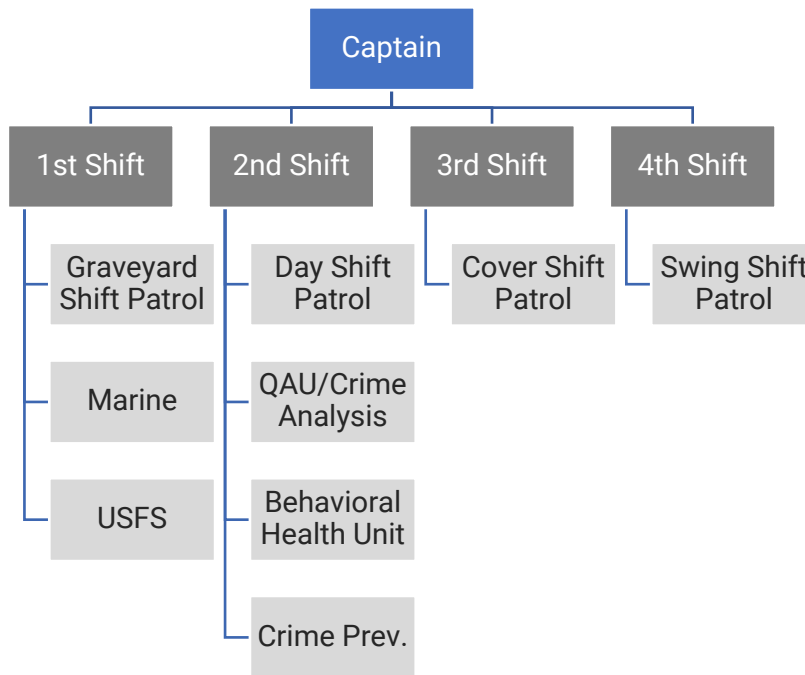 Captain
1st Shift
2nd Shift
3rd Shift
4th Shift
Graveyard
Shift Patrol
Day Shift
Patrol
Cover Shift
Patrol
Swing Shift
Patrol
Marine
QAU/Crime
Analysis
USFS
Behavioral
Health Unit
Crime Prev.